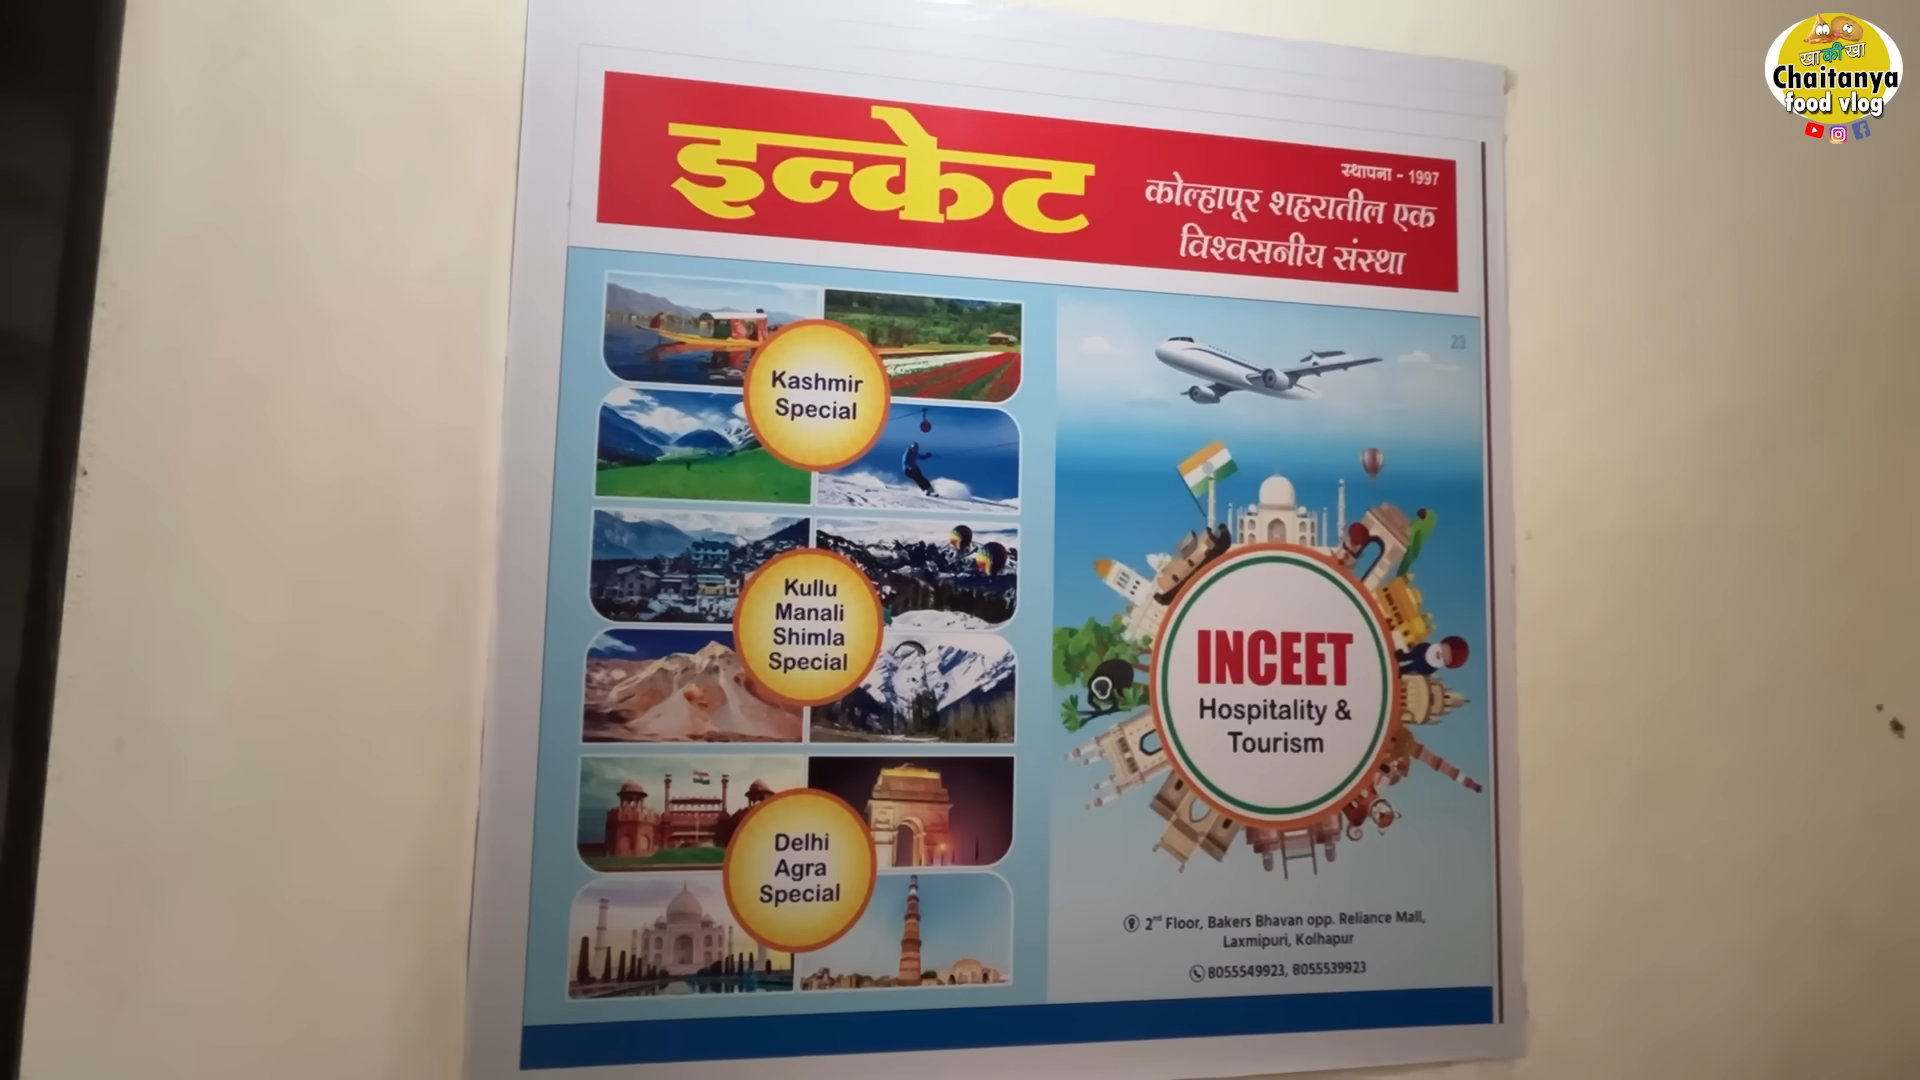 इन्केट
स्थापना - 1997
कोल्हापूर शहरातील एक
विश्वसनीय संस्था
Kashmir
Special
Kullu
Manali
Shimla
Special
Delhi
Agra
Special
23
INCEET
Hospitality &
Tourism
2nd Floor, Bakers Bhavan opp. Reliance Mall,
Laxmipuri, Kolhapur
8055549923, 8055539923
खा की खा
Chaitanya
food vlog